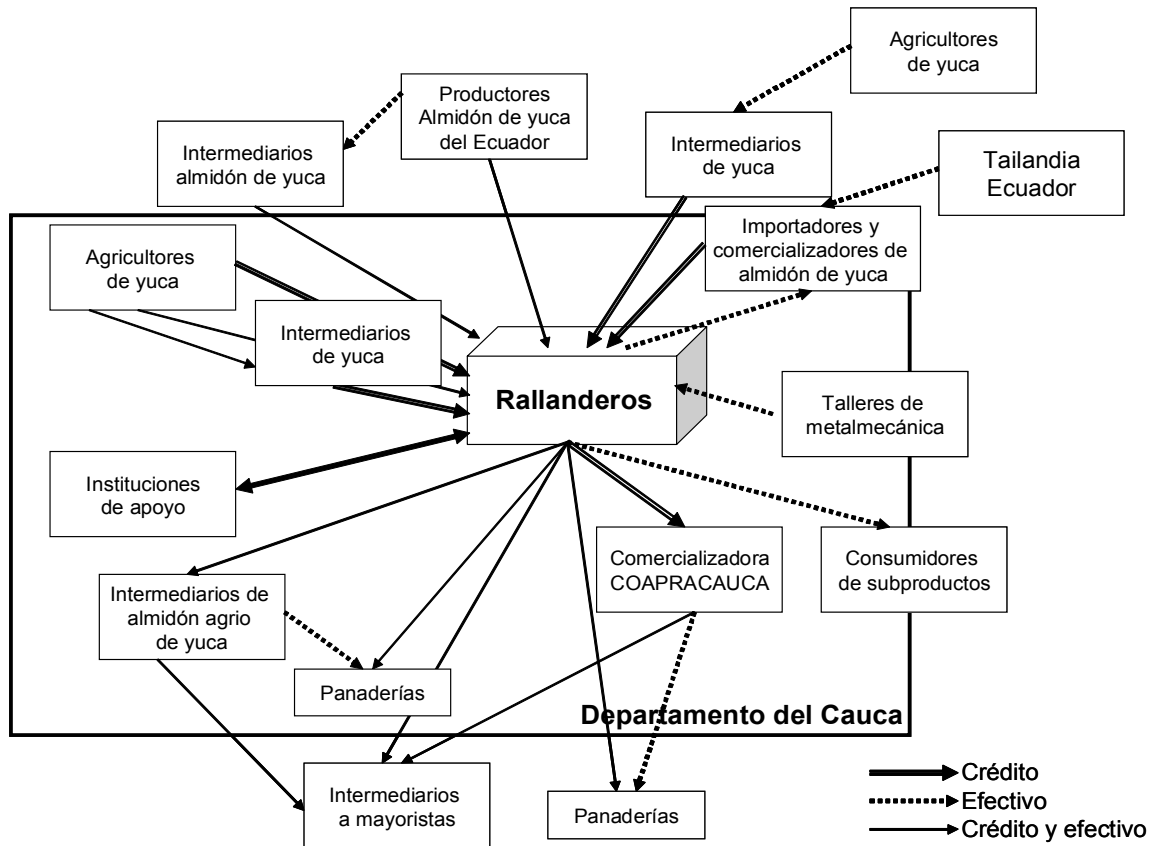 Agricultores
de yuca
Productores
Almidón de yuca
del Ecuador
Intermediarios
almidón de yuca
Intermediarios
de yuca
Tailandia
Ecuador
Importadores y
comercializadores de
almidón de yuca
Agricultores
de yuca
Intermediarios
de yuca
Rallanderos
Talleres de
metalmecánica
Instituciones
de apoyo
Comercializadora
COAPRACAUCA
Consumidores
de subproductos
Intermediarios de
almidón agrio
de yuca
Panaderías
Departamento del Cauca
Intermediarios
a mayoristas
Panaderías
Crédito
Efectivo
Crédito y efectivo